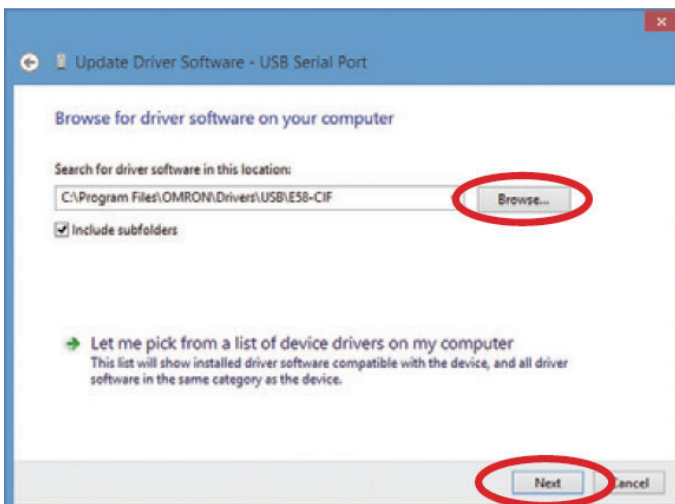 Update Driver Software - USB Serial Port
Browse for driver software on your computer
Search for driver software in this location:
C:\Program Files\OMRON\Drivers\USB\E58-CIF
Browse...
Include subfolders
Let me pick from a list of device drivers on my computer
This list will show installed driver software compatible with the device, and all driver
software in the same category as the device.
Next
Cancel